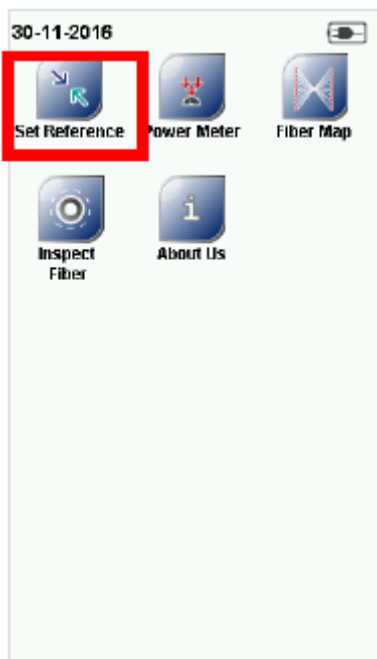 30-11-2016
Set Reference
Power Meter
Fiber Map
Inspect
Fiber
i
About Us